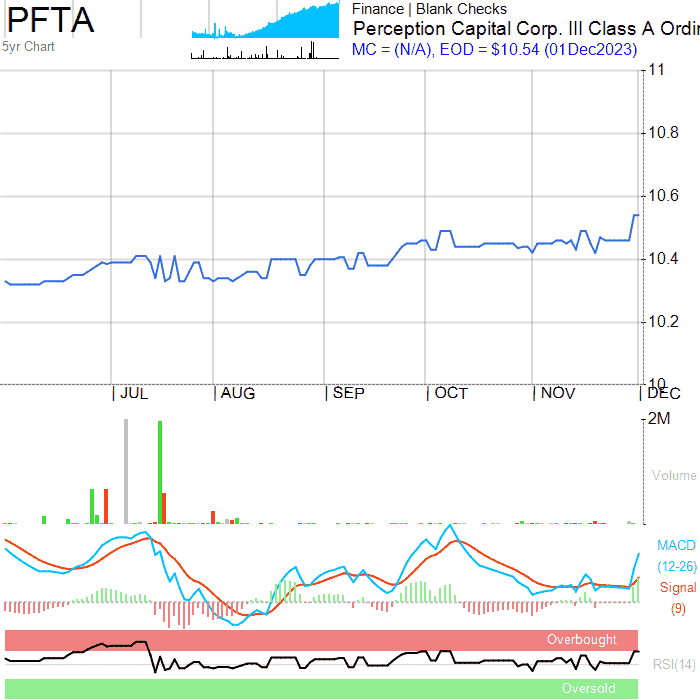 PFTA
5yr Chart
Finance | Blank Checks
Perception Capital Corp. III Class A Ordin
MC = (N/A), EOD = $10.54 (01Dec2023)
11
10.8
10.6
10.4
10.2
10
JUL
AUG
SEP
OCT
NOV
DEC
2M
Volume
MACD
(12-26)
Signal
(9)
Overbought
RSI(14)
Oversold